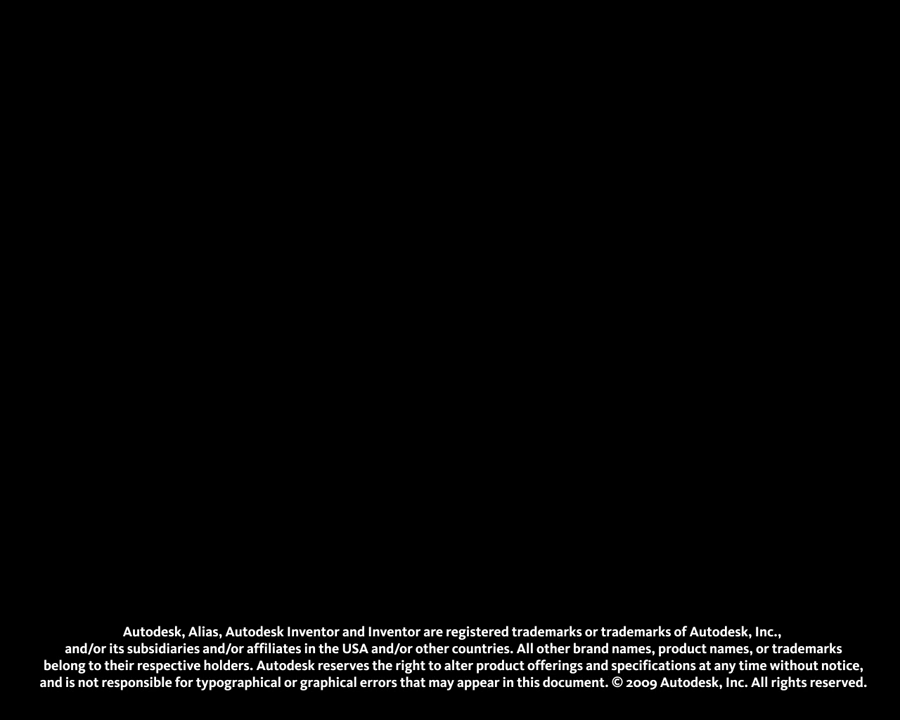 Autodesk, Alias, Autodesk Inventor and Inventor are registered trademarks or trademarks of Autodesk, Inc.,
and/or its subsidiaries and/or affiliates in the USA and/or other countries. All other brand names, product names, or trademarks
belong to their respective holders. Autodesk reserves the right to alter product offerings and specifications at any time without notice,
and is not responsible for typographical or graphical errors that may appear in this document. © 2009 Autodesk, Inc. All rights reserved.